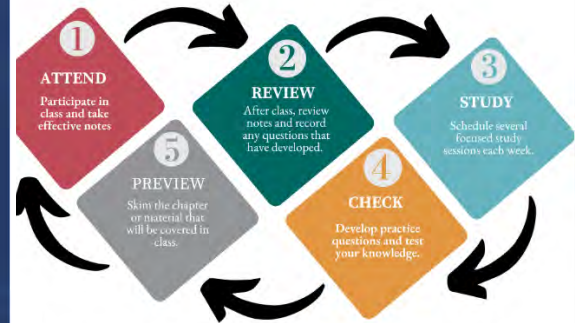 1
ATTEND
Participate in
class and take
effective notes
2
REVIEW
After class, review
notes and record
any questions that
have developed.
3
STUDY
Schedule several
focused study
sessions each week.
4
CHECK
Develop practice
questions and test
your knowledge.
5
PREVIEW
Skim the chapter
or material that
will be covered in
class.